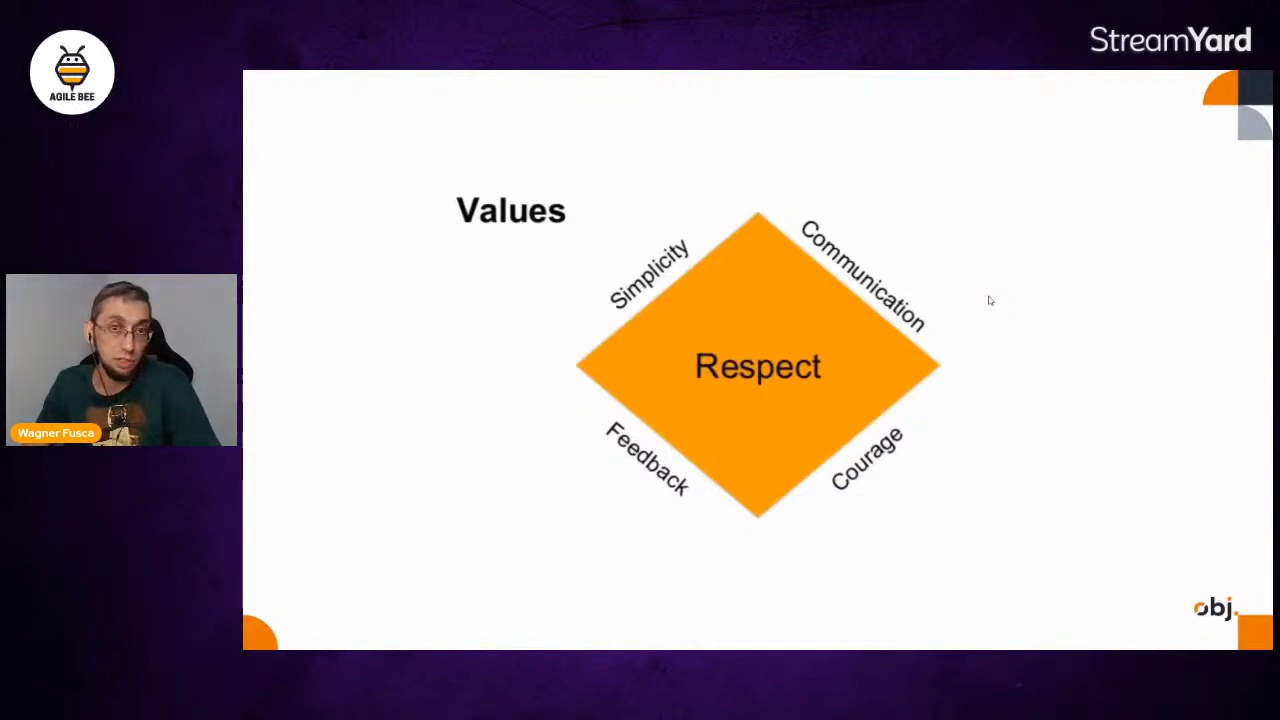 AGILE BEE
StreamYard
Values
Simplicity
Communication
Respect
Feedback
Courage
Wagner Fusca
obj.